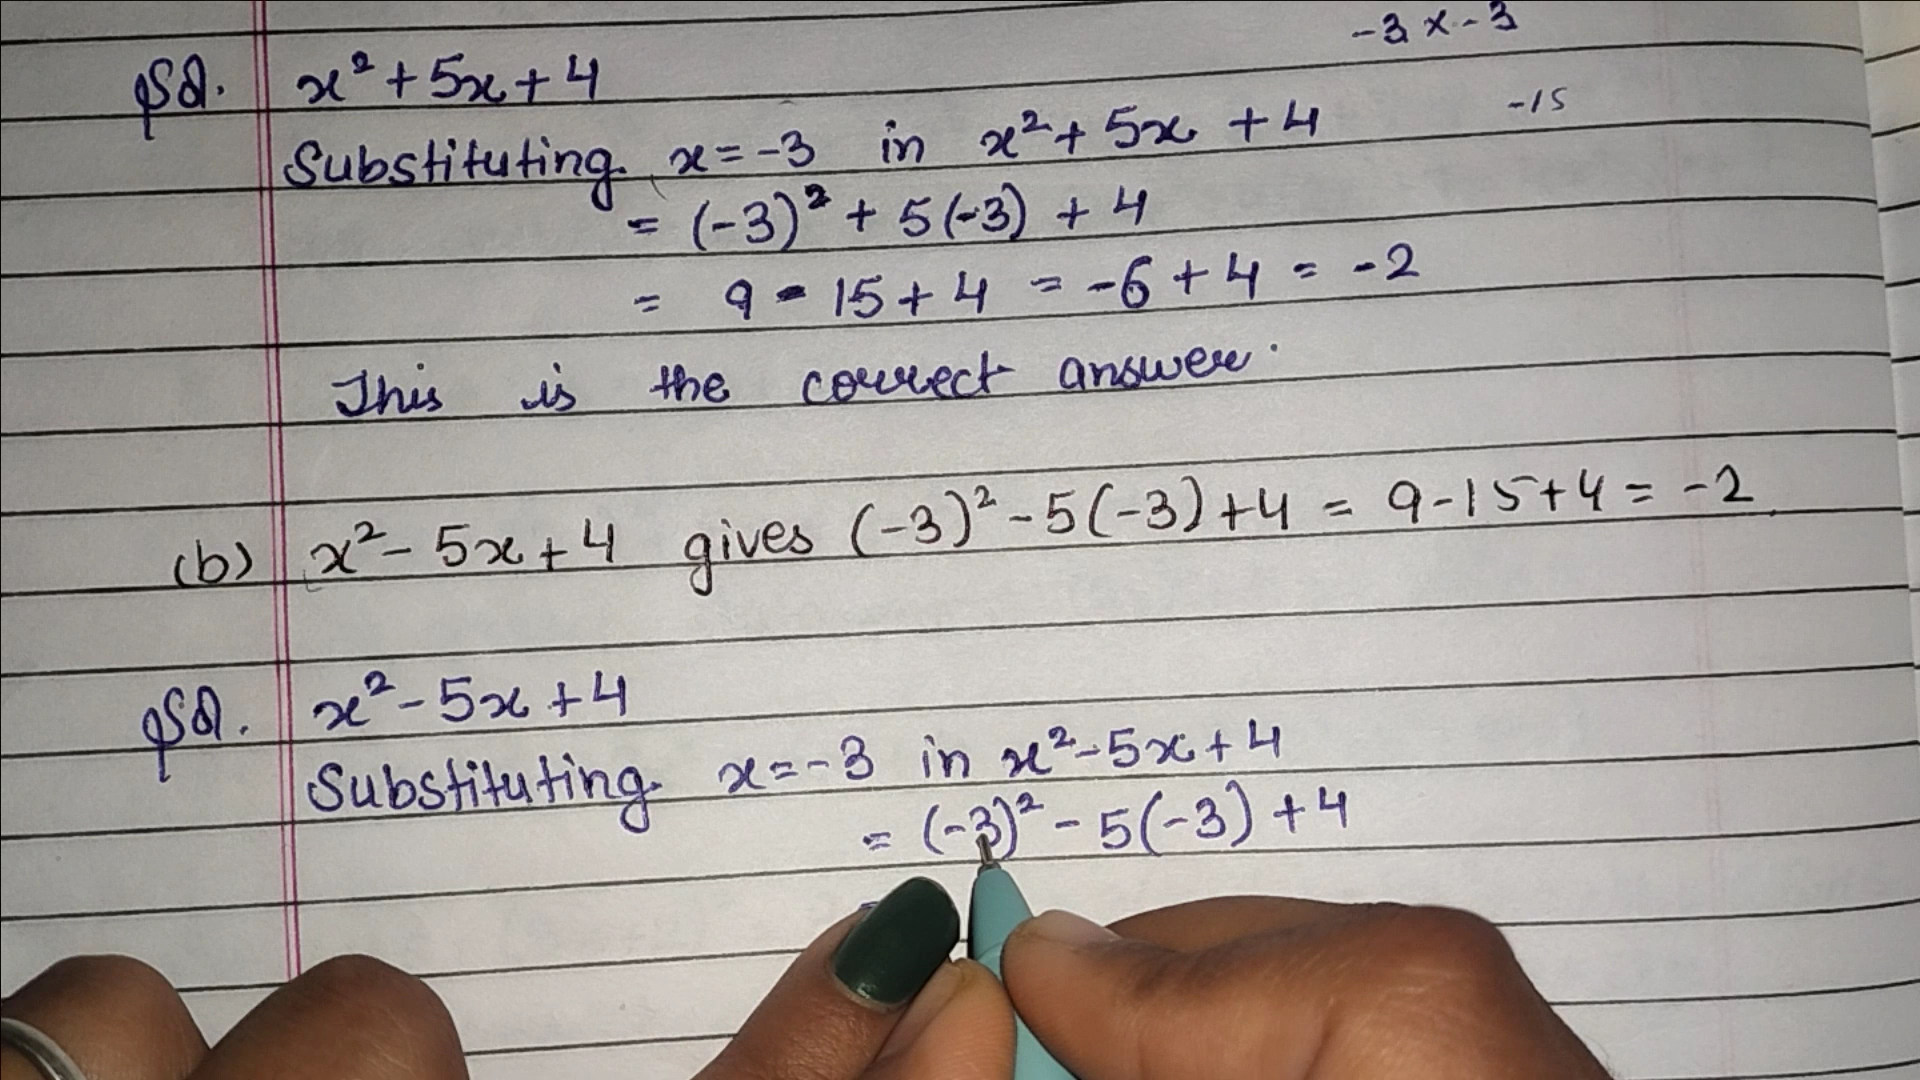 -3 x -3
Sol. x² + 5x + 4
-15
Substituting x = -3 in x² + 5x + 4
= (-3)² + 5(-3) + 4
= 9 - 15 + 4 = -6 + 4 = -2
This is the correct answer.
(b) x² - 5x + 4 gives (-3)² - 5(-3) + 4 = 9 - 15 + 4 = -2
Sol. x² - 5x + 4
Substituting x = -3 in x² - 5x + 4
= (-3)² - 5(-3) + 4